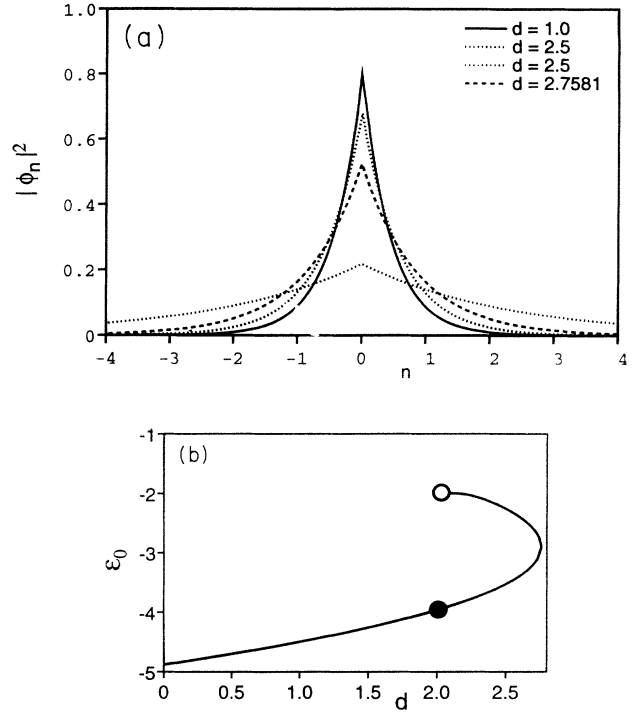 1.0
(a)
d = 1.0
d = 2.5
d = 2.5
d = 2.7581
0.8
0.6
|ϕn|²
0.4
0.2
0
-4 -3 -2 -1 0 1 2 3 4
n
-1
(b)
-2
ε0
-3
-4
-5
0 0.5 1.0 1.5 2.0 2.5
d